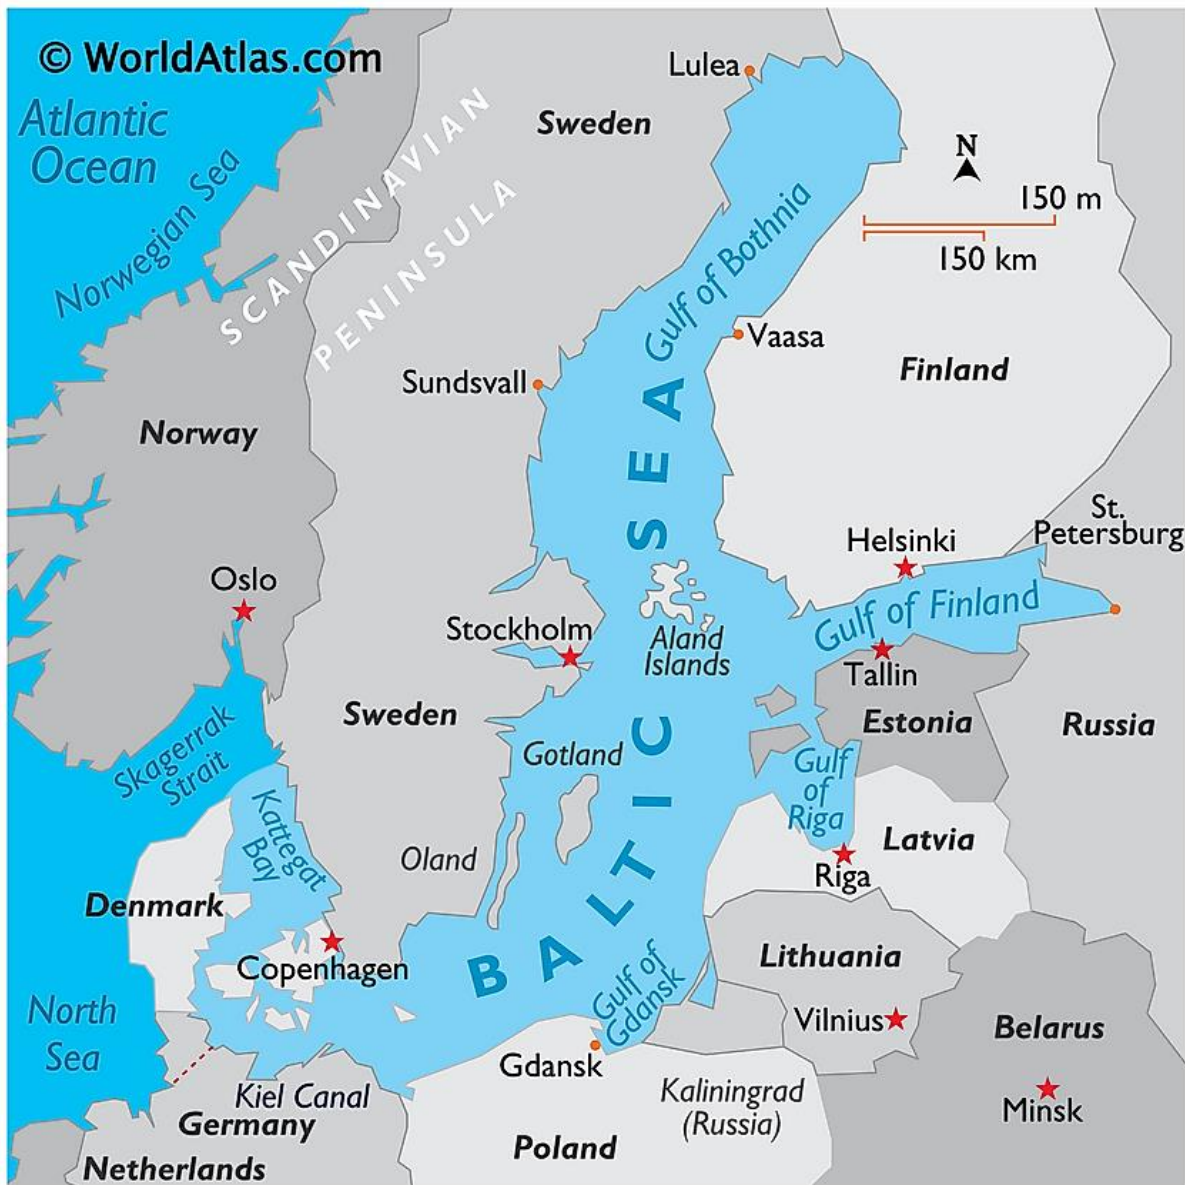 © WorldAtlas.com
Atlantic
Ocean
Norwegian Sea
SCANDINAVIAN
PENINSULA
Lulea
Sweden
N
150 m
150 km
Gulf of Bothnia
Vaasa
Sundsvall
Finland
Norway
St.
Petersburg
Helsinki
Oslo
Gulf of Finland
Stockholm
Aland
Islands
Tallin
Sweden
Estonia
Russia
Skagerrak
Strait
Gotland
Gulf
of
Riga
Kattegat
Bay
Latvia
Oland
Riga
Denmark
BALTIC SEA
Lithuania
Copenhagen
Gulf of
Gdansk
North
Sea
Vilnius
Belarus
Gdansk
Kiel Canal
Kaliningrad
(Russia)
Minsk
Germany
Poland
Netherlands